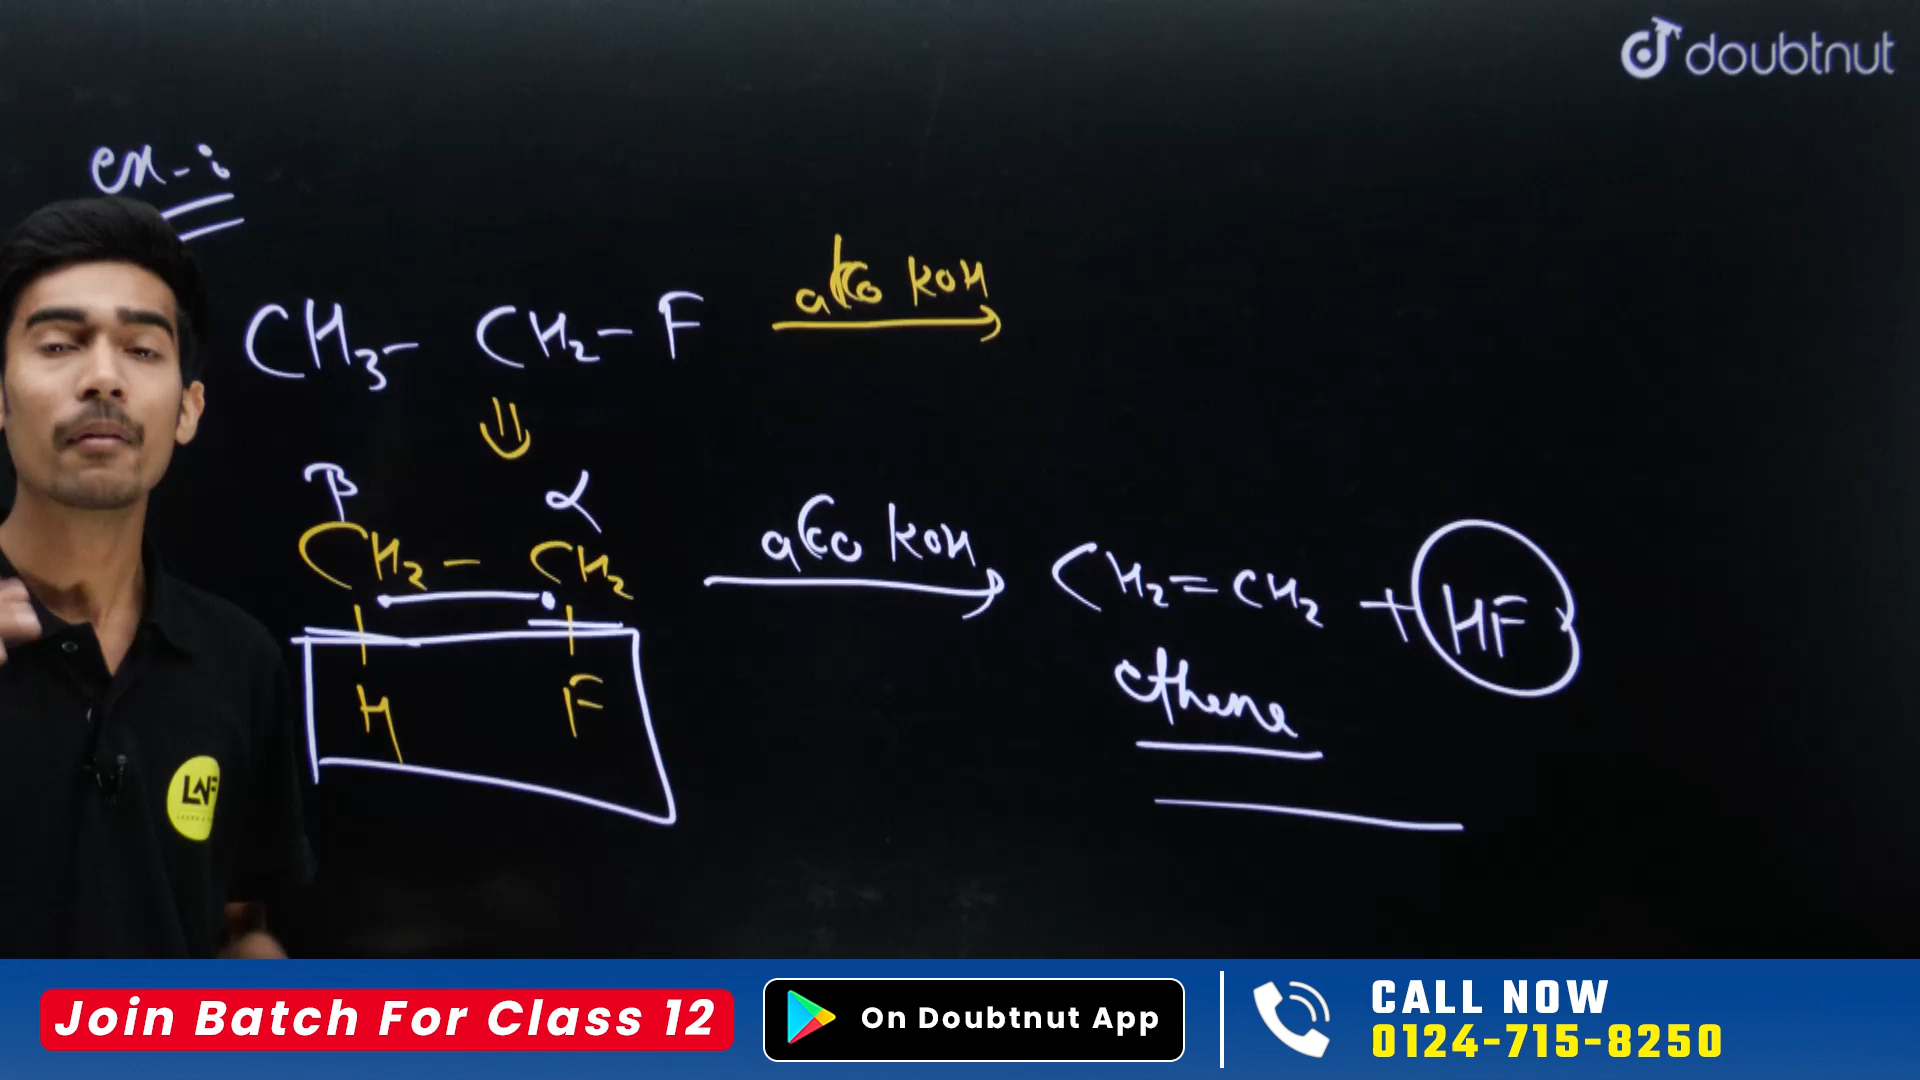 doubtnut
ex-i
CH3- CH2-F alco KOH
β α
CH2- CH2 alco KOH CH2=CH2 + HF
H F
ethene
LNF
Join Batch For Class 12
On Doubtnut App
CALL NOW
0124-715-8250